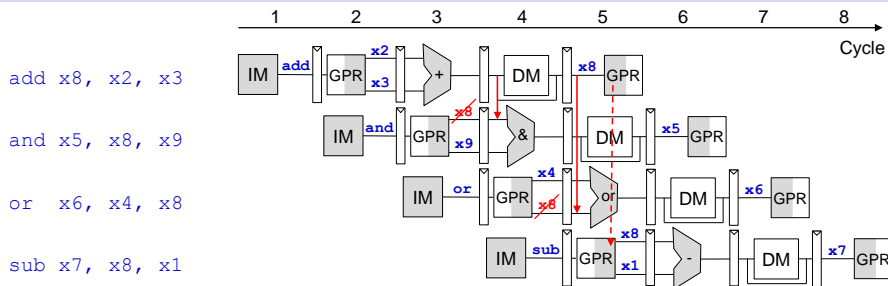 1 2 3 4 5 6 7 8
Cycle
add x8, x2, x3 IM add GPR x2 x3 + DM x8 GPR
and x5, x8, x9 IM and GPR x8 x9 & DM x5 GPR
or x6, x4, x8 IM or GPR x4 x8 or DM x6 GPR
sub x7, x8, x1 IM sub GPR x8 x1 - DM x7 GPR